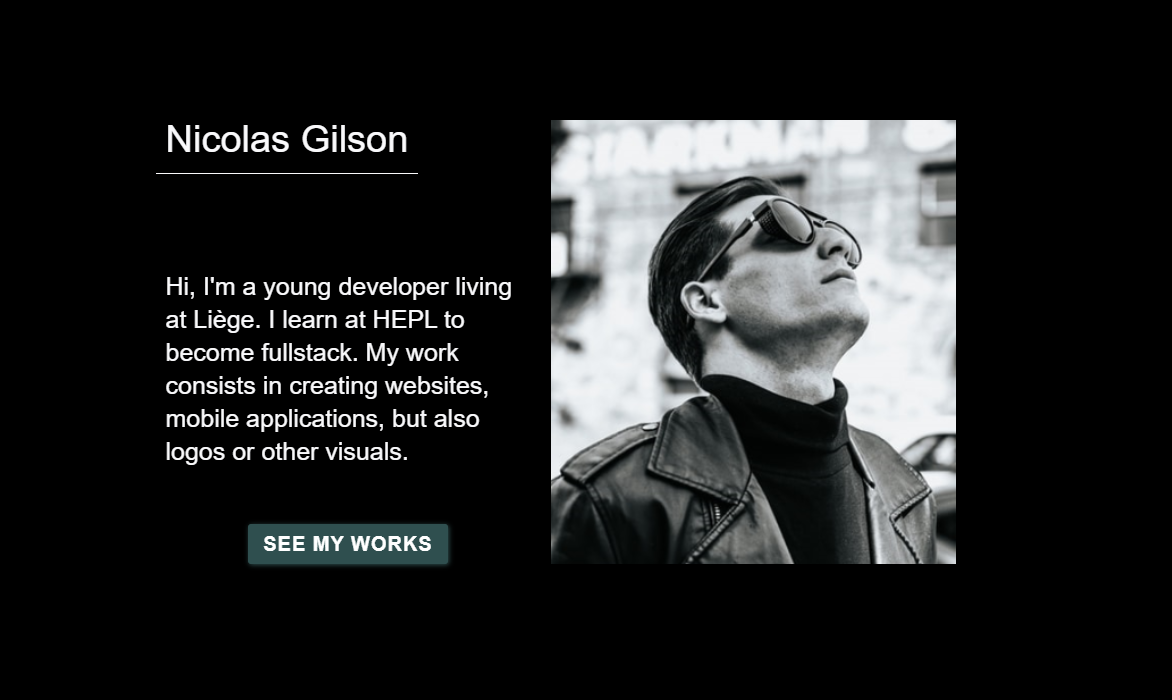 Nicolas Gilson
Hi, I'm a young developer living
at Liège. I learn at HEPL to
become fullstack. My work
consists in creating websites,
mobile applications, but also
logos or other visuals.
SEE MY WORKS